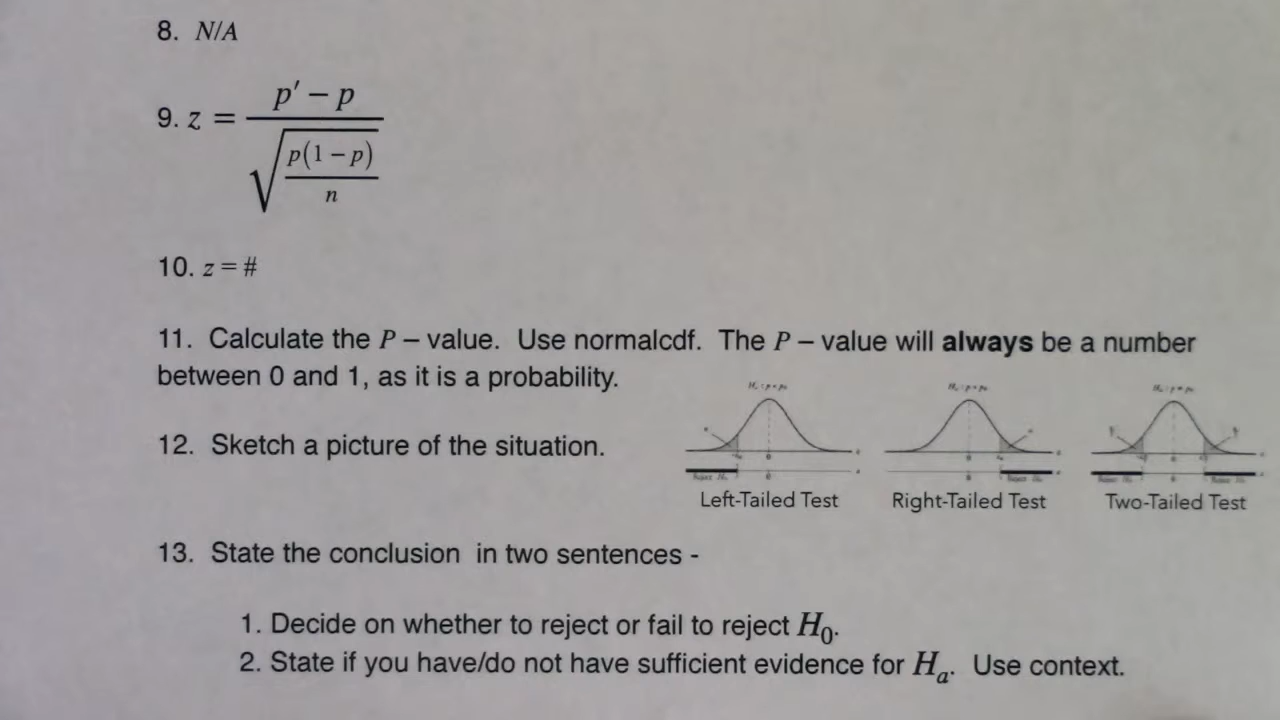 8. N/A
9. z = p′ − p / √(p(1 − p) / n)
10. z = #
11. Calculate the P – value. Use normalcdf. The P – value will always be a number
between 0 and 1, as it is a probability.
12. Sketch a picture of the situation.
Left-Tailed Test Right-Tailed Test Two-Tailed Test
13. State the conclusion in two sentences -
1. Decide on whether to reject or fail to reject H₀.
2. State if you have/do not have sufficient evidence for Hₐ. Use context.